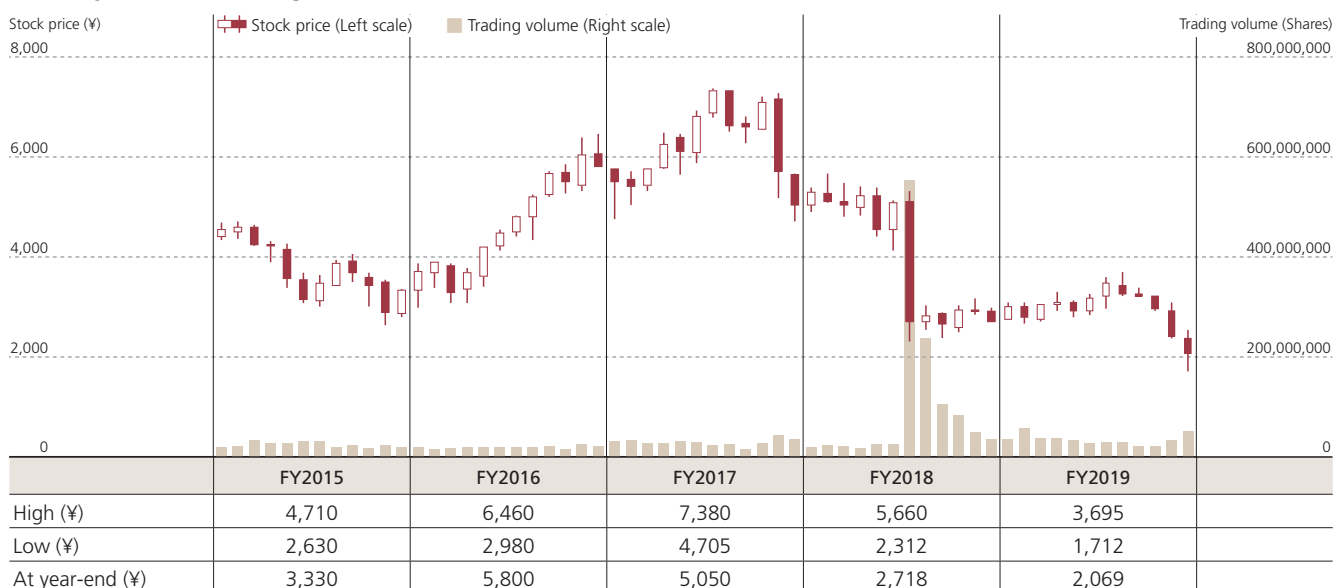 Stock price (¥) Stock price (Left scale) Trading volume (Right scale) Trading volume (Shares)
8,000 800,000,000
6,000 600,000,000
4,000 400,000,000
2,000 200,000,000
0 0
FY2015 FY2016 FY2017 FY2018 FY2019
High (¥) 4,710 6,460 7,380 5,660 3,695
Low (¥) 2,630 2,980 4,705 2,312 1,712
At year-end (¥) 3,330 5,800 5,050 2,718 2,069